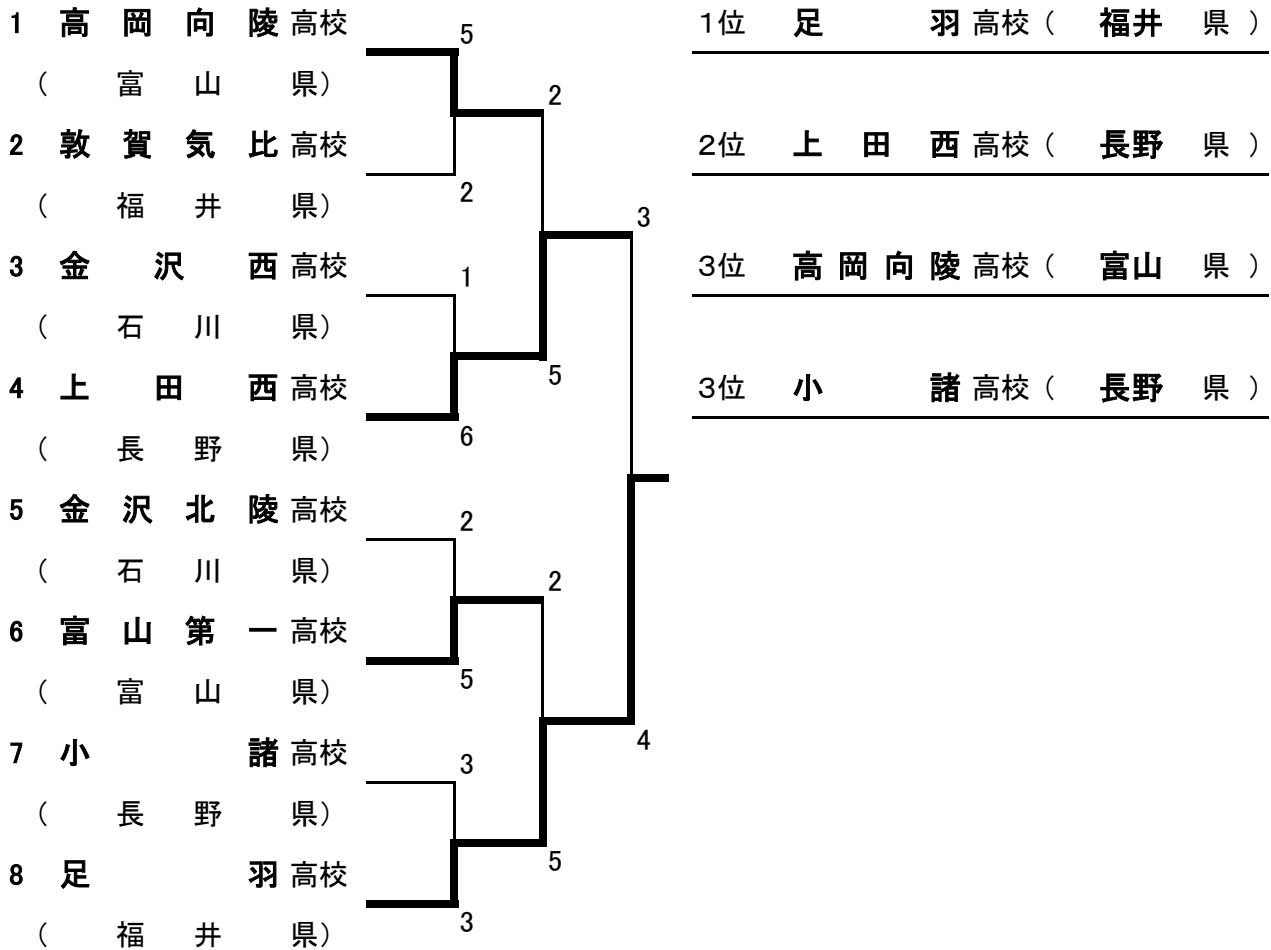 1 高岡向陵高校
5
(富山県)
2
2 敦賀気比高校
2
(福井県)
3
3 金沢西高校
1
(石川県)
5
4 上田西高校
6
(長野県)
5 金沢北陵高校
2
(石川県)
2
6 富山第一高校
5
(富山県)
4
7 小諸高校
3
(長野県)
5
8 足羽高校
3
(福井県)
1位 足羽高校(福井県)
2位 上田西高校(長野県)
3位 高岡向陵高校(富山県)
3位 小諸高校(長野県)